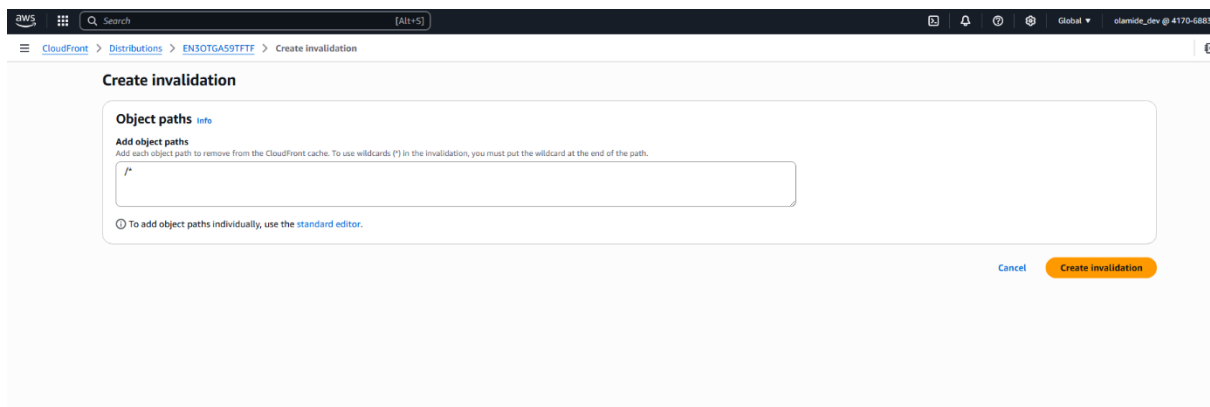 aws Search [Alt+S] Global olamide_dev @ 4170-6883
CloudFront > Distributions > EN3OTGA59TFTF > Create invalidation
Create invalidation
Object paths Info
Add object paths
Add each object path to remove from the CloudFront cache. To use wildcards (*) in the invalidation, you must put the wildcard at the end of the path.
/*
To add object paths individually, use the standard editor.
Cancel Create invalidation